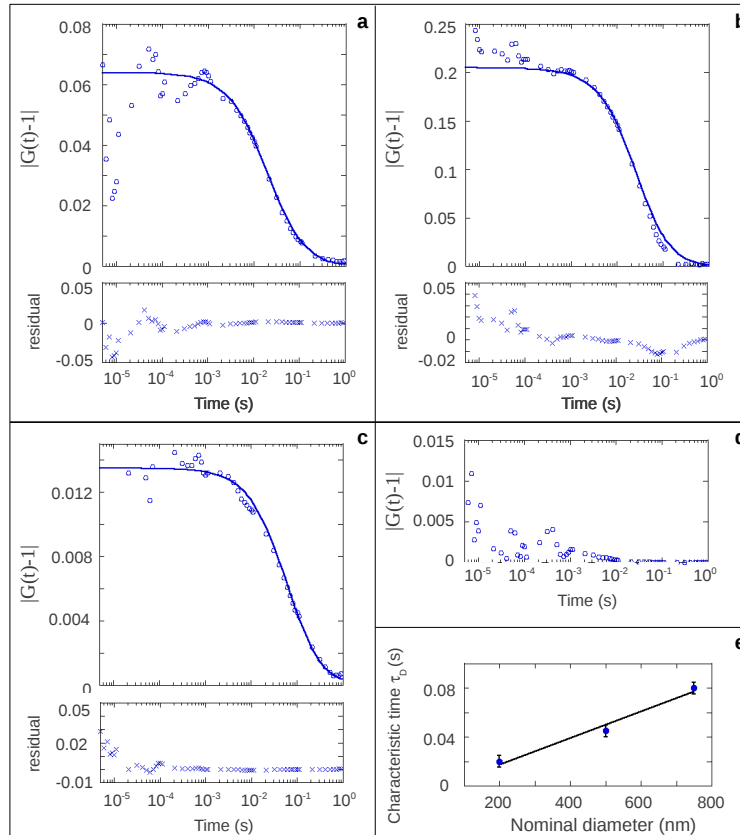 a
0.08
0.06
0.04
0.02
0
|G(t)-1|
0.05
0
-0.05
residual
10⁻⁵ 10⁻⁴ 10⁻³ 10⁻² 10⁻¹ 10⁰
Time (s)
b
0.25
0.20
0.15
0.1
0.05
0
|G(t)-1|
0.05
0
-0.02
residual
10⁻⁵ 10⁻⁴ 10⁻³ 10⁻² 10⁻¹ 10⁰
Time (s)
c
0.012
0.008
0.004
0
|G(t)-1|
0.05
0.02
-0.01
residual
10⁻⁵ 10⁻⁴ 10⁻³ 10⁻² 10⁻¹ 10⁰
Time (s)
d
0.015
0.010
0.005
0
|G(t)-1|
10⁻⁵ 10⁻⁴ 10⁻³ 10⁻² 10⁻¹ 10⁰
Time (s)
e
0.08
0.04
0
Characteristic time τD (s)
200 400 600 800
Nominal diameter (nm)